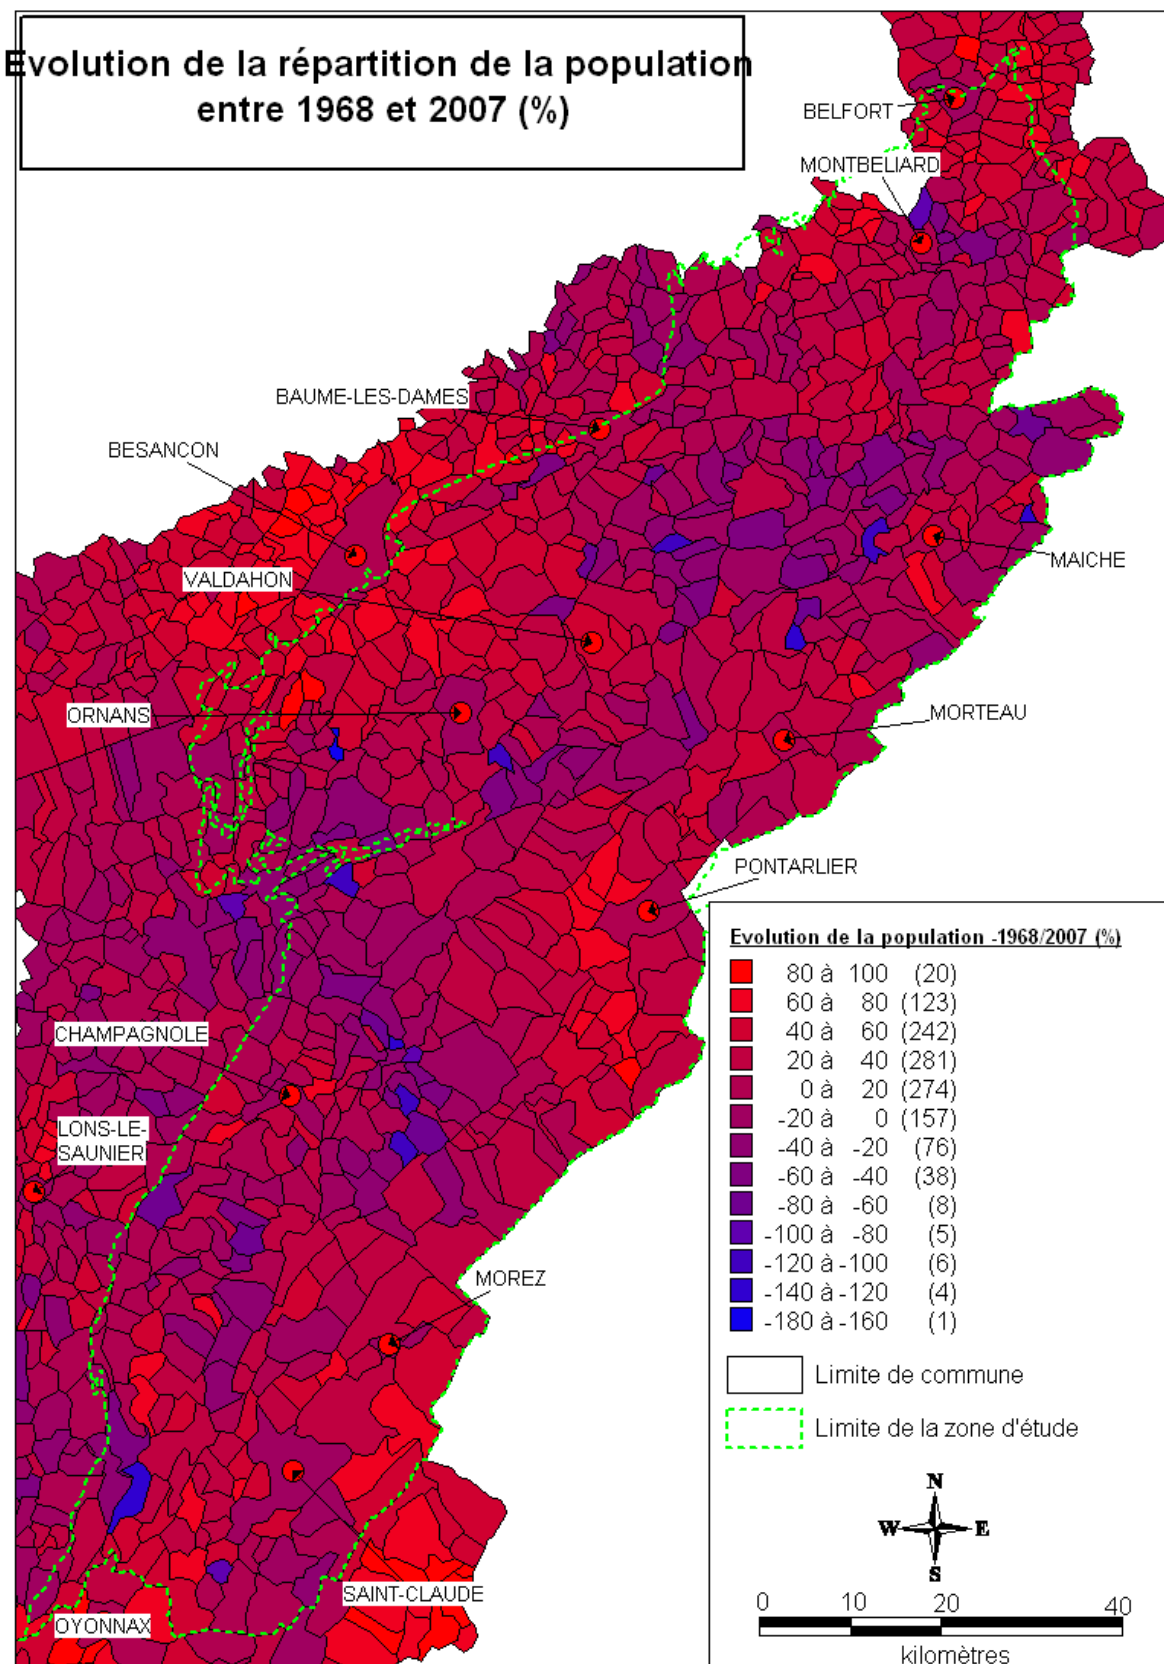 Evolution de la répartition de la population
entre 1968 et 2007 (%)
BELFORT
MONTBELIARD
BAUME-LES-DAMES
BESANCON
VALDAHON
MAICHE
ORNANS
MORTEAU
PONTARLIER
CHAMPAGNOLE
LONS-LE-
SAUNIER
MOREZ
SAINT-CLAUDE
OYONNAX
Evolution de la population -1968/2007 (%)
80 à 100 (20)
60 à 80 (123)
40 à 60 (242)
20 à 40 (281)
0 à 20 (274)
-20 à 0 (157)
-40 à -20 (76)
-60 à -40 (38)
-80 à -60 (8)
-100 à -80 (5)
-120 à -100 (6)
-140 à -120 (4)
-180 à -160 (1)
Limite de commune
Limite de la zone d'étude
N
W E
S
0 10 20 40
kilomètres